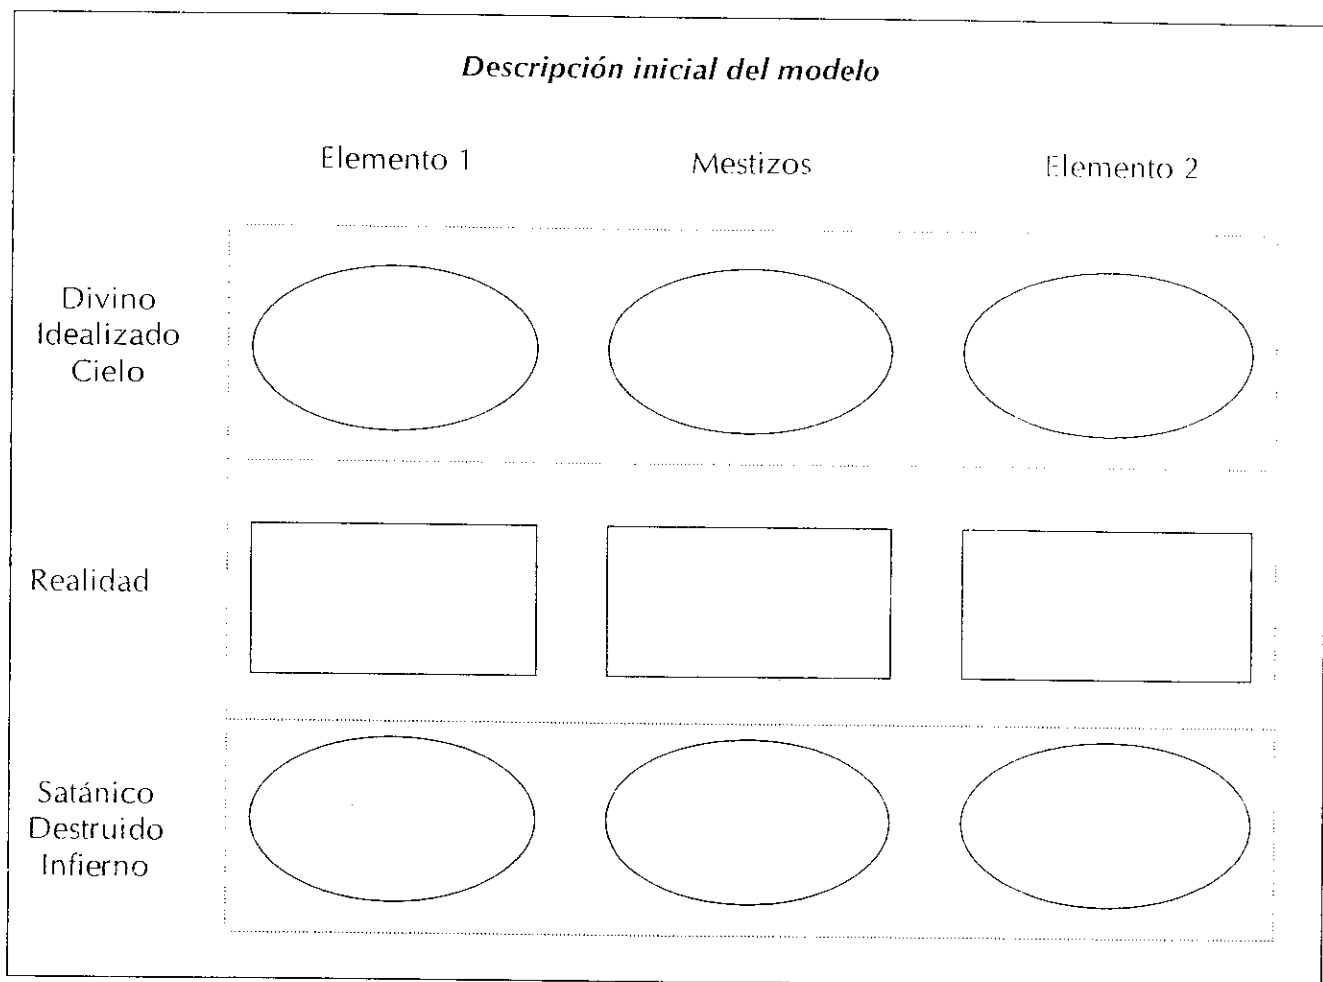 Descripción inicial del modelo
Elemento 1
Mestizos
Elemento 2
Divino
Idealizado
Cielo
Realidad
Satánico
Destruido
Infierno